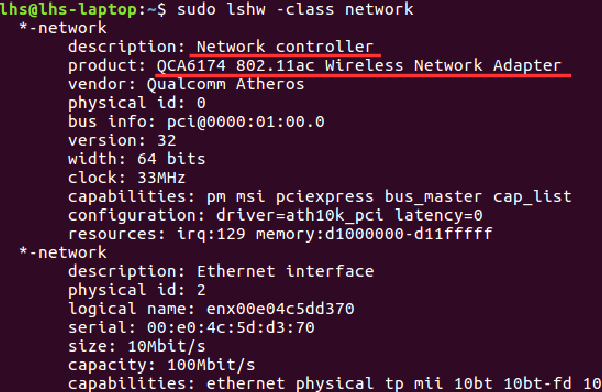 lhs@lhs-laptop:~$ sudo lshw -class network
*-network
description: Network controller
product: QCA6174 802.11ac Wireless Network Adapter
vendor: Qualcomm Atheros
physical id: 0
bus info: pci@0000:01:00.0
version: 32
width: 64 bits
clock: 33MHz
capabilities: pm msi pciexpress bus_master cap_list
configuration: driver=ath10k_pci latency=0
resources: irq:129 memory:d1000000-d11fffff
*-network
description: Ethernet interface
physical id: 2
logical name: enx00e04c5dd370
serial: 00:e0:4c:5d:d3:70
size: 10Mbit/s
capacity: 100Mbit/s
capabilities: ethernet physical tp mii 10bt 10bt-fd 10